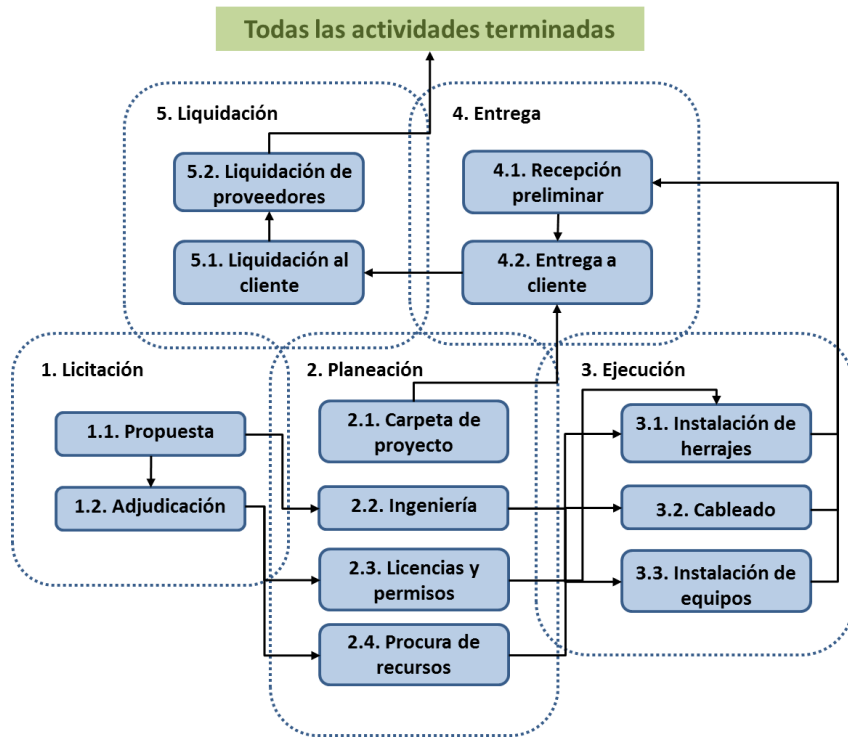 Todas las actividades terminadas
5. Liquidación
4. Entrega
5.2. Liquidación de
proveedores
4.1. Recepción
preliminar
5.1. Liquidación al
cliente
4.2. Entrega a
cliente
1. Licitación
2. Planeación
3. Ejecución
1.1. Propuesta
2.1. Carpeta de
proyecto
3.1. Instalación de
herrajes
1.2. Adjudicación
2.2. Ingeniería
3.2. Cableado
2.3. Licencias y
permisos
3.3. Instalación de
equipos
2.4. Procura de
recursos